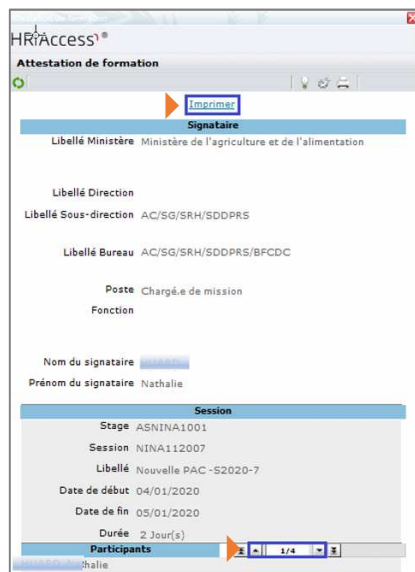 HR Access
Attestation de formation
Imprimer
Signataire
Libellé Ministère Ministère de l'agriculture et de l'alimentation
Libellé Direction
Libellé Sous-direction AC/SG/SRH/SDDPRS
Libellé Bureau AC/SG/SRH/SDDPRS/BFCDC
Poste Chargé.e de mission
Fonction
Nom du signataire
Prénom du signataire Nathalie
Session
Stage ASNINA1001
Session NINA112007
Libellé Nouvelle PAC -S2020-7
Date de début 04/01/2020
Date de fin 05/01/2020
Durée 2 Jour(s)
Participants 1/4